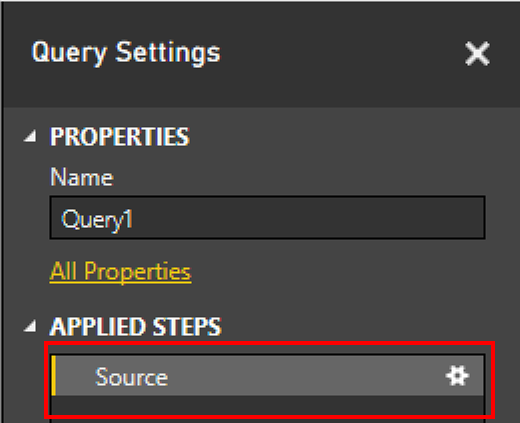 Query Settings
PROPERTIES
Name
Query1
All Properties
APPLIED STEPS
Source